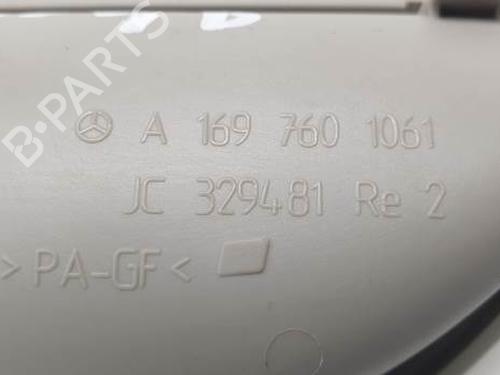 B-PARTS
A 169 760 1061
JC 329481 Re 2
>PA-GF<